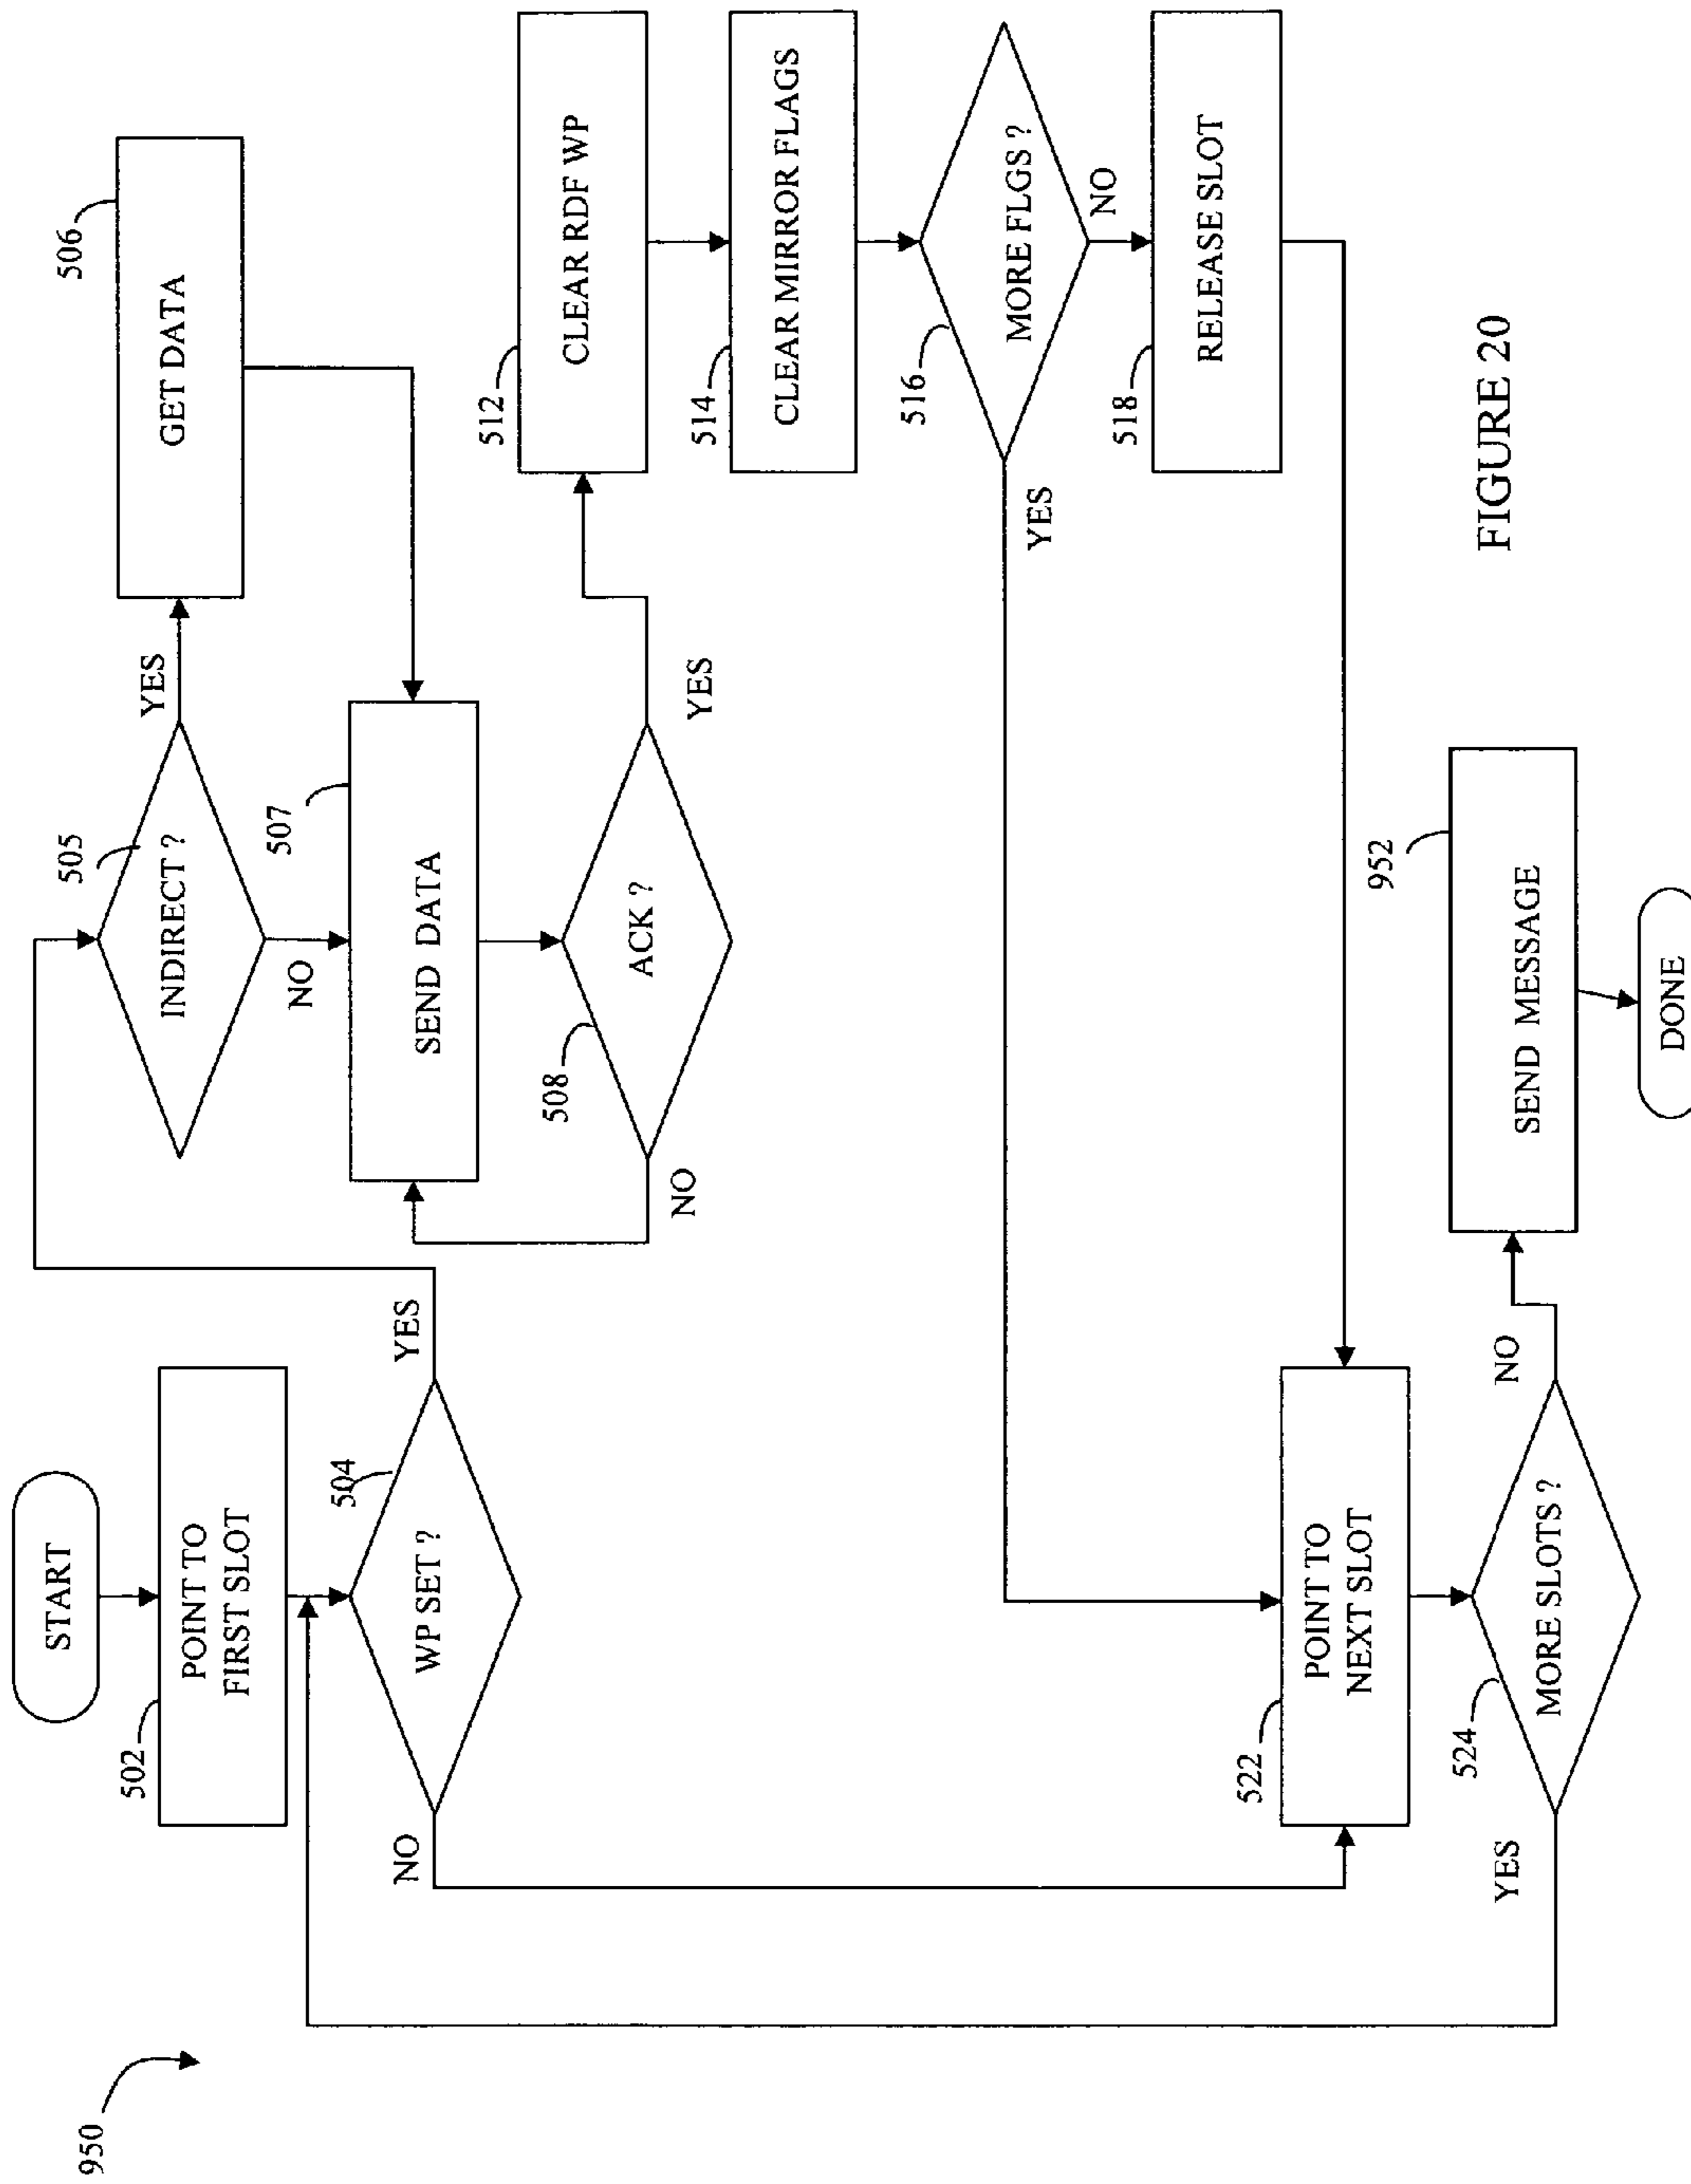 950
START
502
POINT TO
FIRST SLOT
504
WP SET ?
YES
NO
505
INDIRECT ?
YES
NO
506
GET DATA
507
SEND DATA
508
ACK ?
YES
NO
512
CLEAR RDF WP
514
CLEAR MIRROR FLAGS
516
MORE FLGS ?
YES
NO
518
RELEASE SLOT
522
POINT TO
NEXT SLOT
524
MORE SLOTS ?
YES
NO
952
SEND MESSAGE
DONE
FIGURE 20